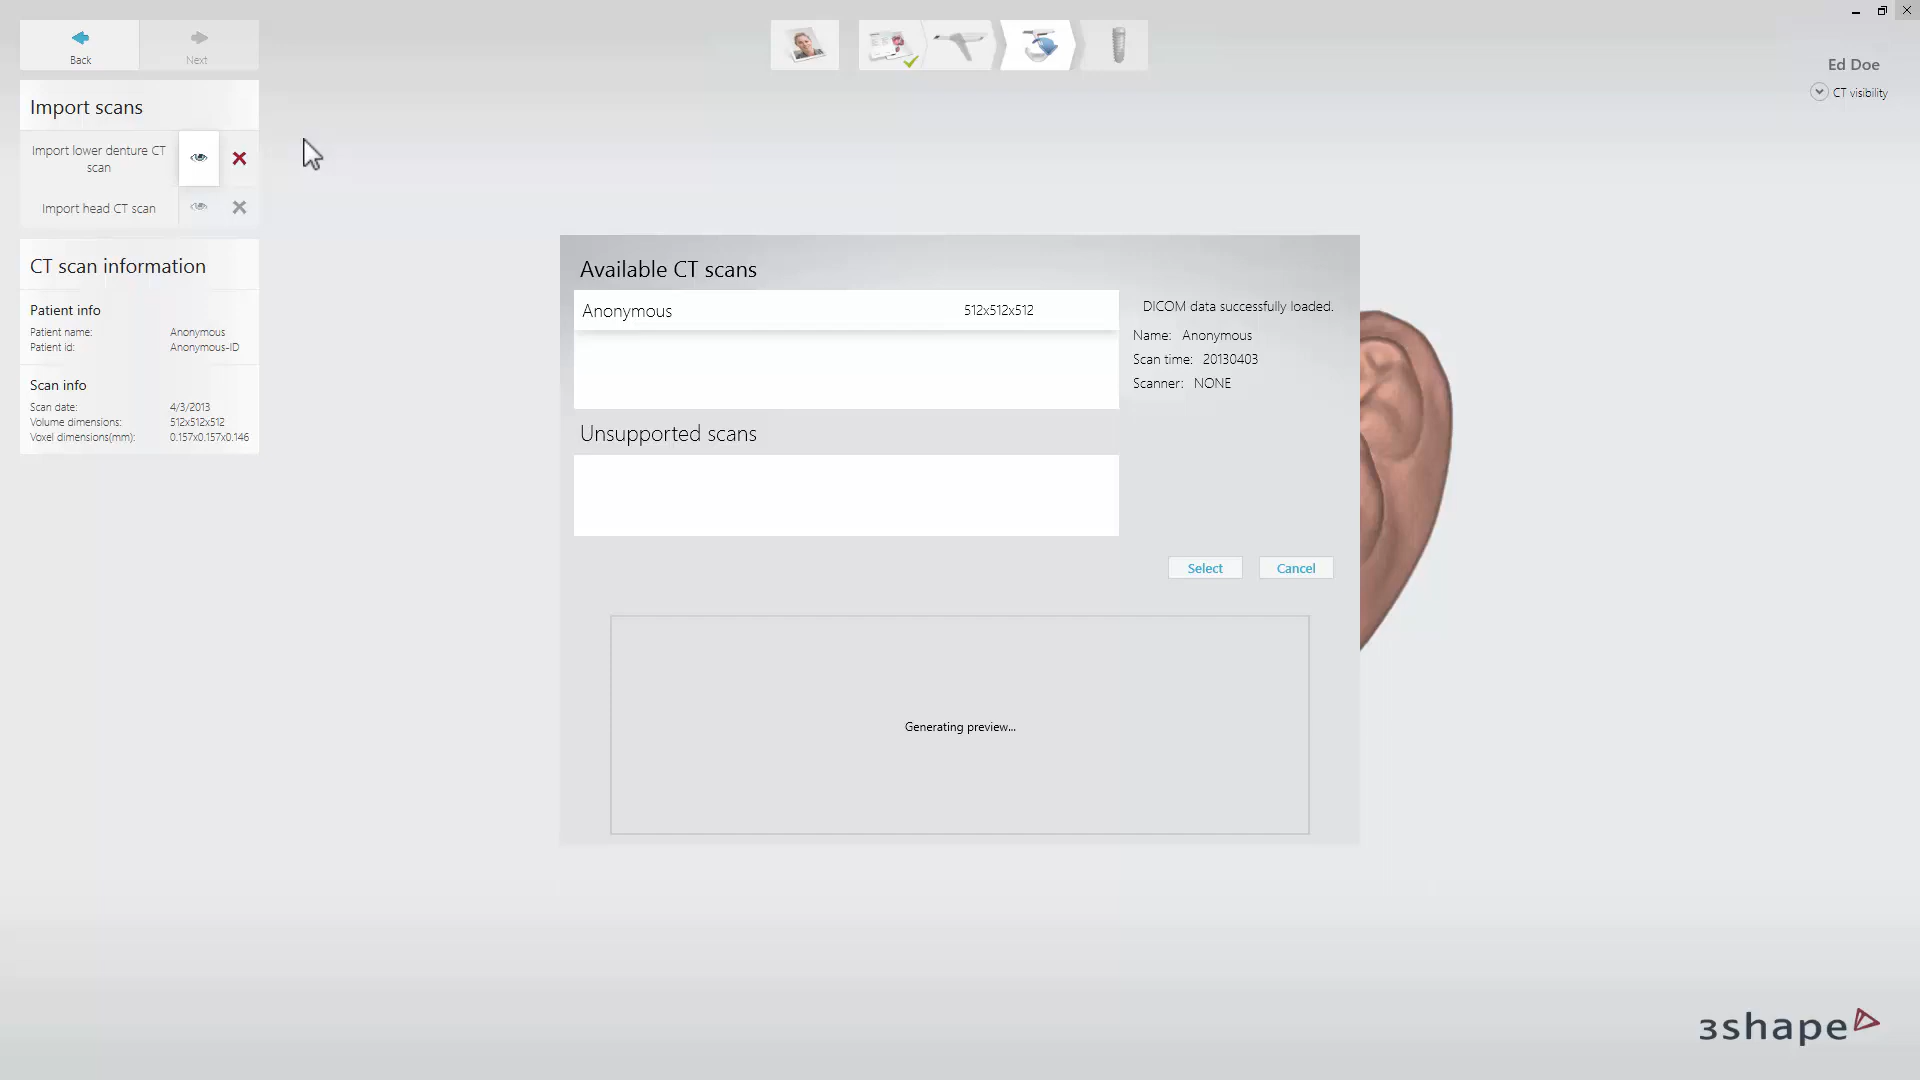 Back
Next
Ed Doe
CT visibility
Import scans
Import lower denture CT
scan
Import head CT scan
CT scan information
Patient info
Patient name: Anonymous
Patient id: Anonymous-ID
Scan info
Scan date: 4/3/2013
Volume dimensions: 512x512x512
Voxel dimensions(mm): 0.157x0.157x0.146
Available CT scans
Anonymous 512x512x512
DICOM data successfully loaded.
Name: Anonymous
Scan time: 20130403
Scanner: NONE
Unsupported scans
Select
Cancel
Generating preview...
3shape